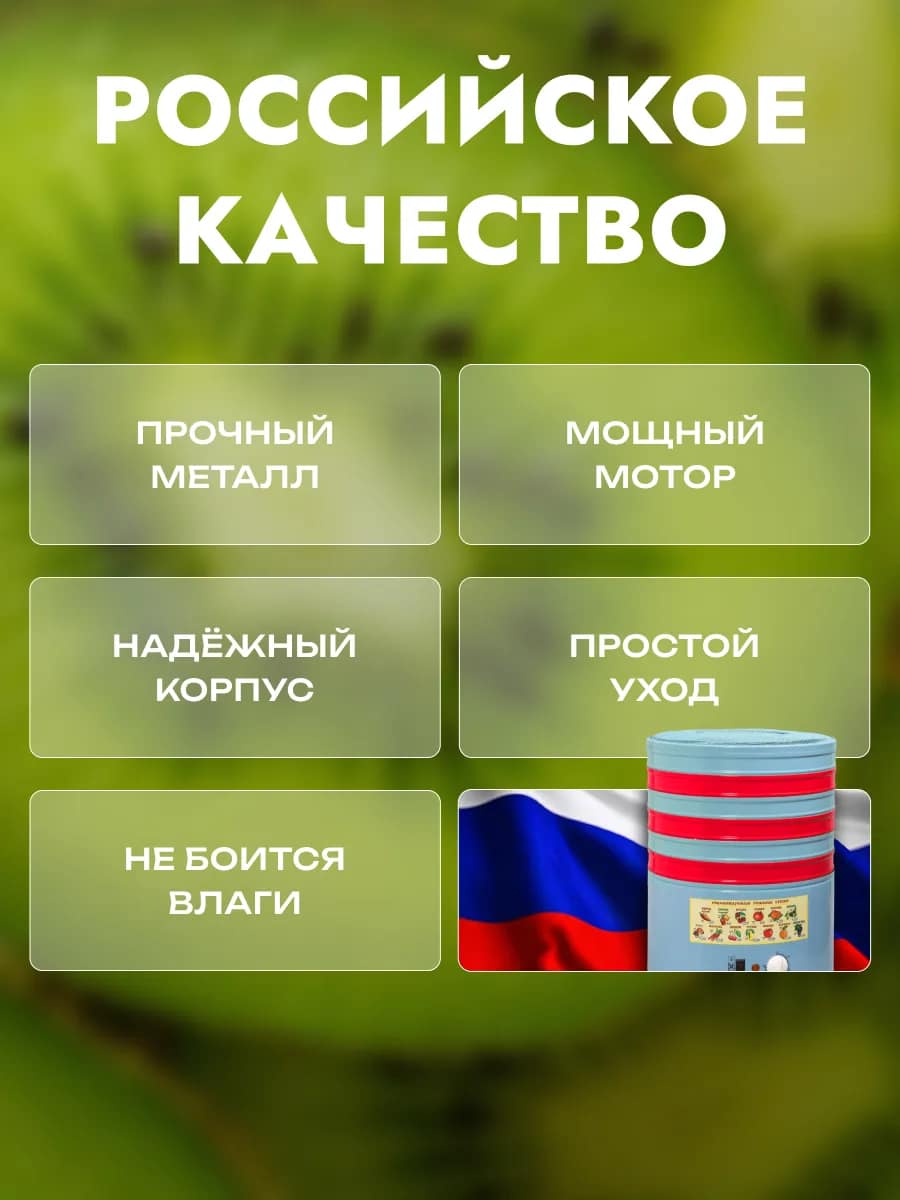 РОССИЙСКОЕ
КАЧЕСТВО
ПРОЧНЫЙ
МЕТАЛЛ
МОЩНЫЙ
МОТОР
НАДЁЖНЫЙ
КОРПУС
ПРОСТОЙ
УХОД
НЕ БОИТСЯ
ВЛАГИ